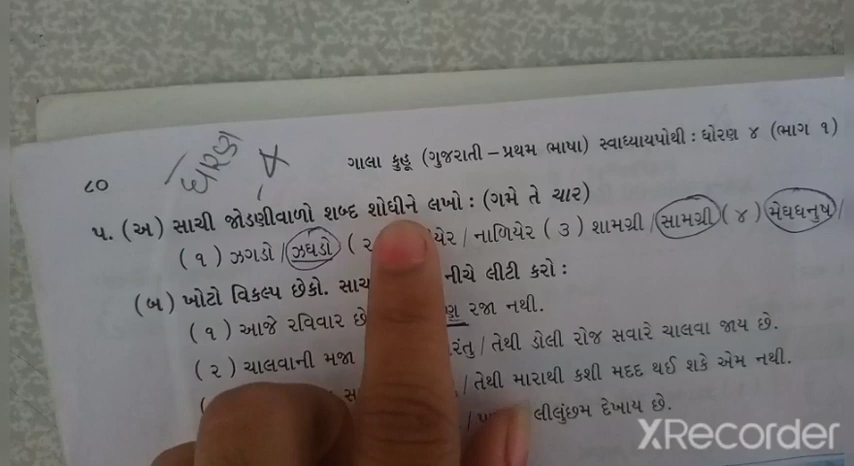 ધોરણ
૪
૮૦
ગાલા કુહૂ (ગુજરાતી – પ્રથમ ભાષા) સ્વાધ્યાયપોથી : ધોરણ ૪ (ભાગ ૧)
૫. (અ) સાચી જોડણીવાળો શબ્દ શોધીને લખો : (ગમે તે ચાર)
(૧) ઝગડો / ઝઘડો (૨ / નાળિયેર (૩) શામગ્રી / સામગ્રી (૪) મેઘધનુષ /
(બ) ખોટો વિકલ્પ છેકો. નીચે લીટી કરો :
(૧) આજે રવિવાર છે રજા નથી.
(૨) ચાલવાની મજા / તેથી ડોલી રોજ સવારે ચાલવા જાય છે.
/ તેથી મારાથી કશી મદદ થઈ શકે એમ નથી.
લીલુંછમ દેખાય છે.
XRecorder